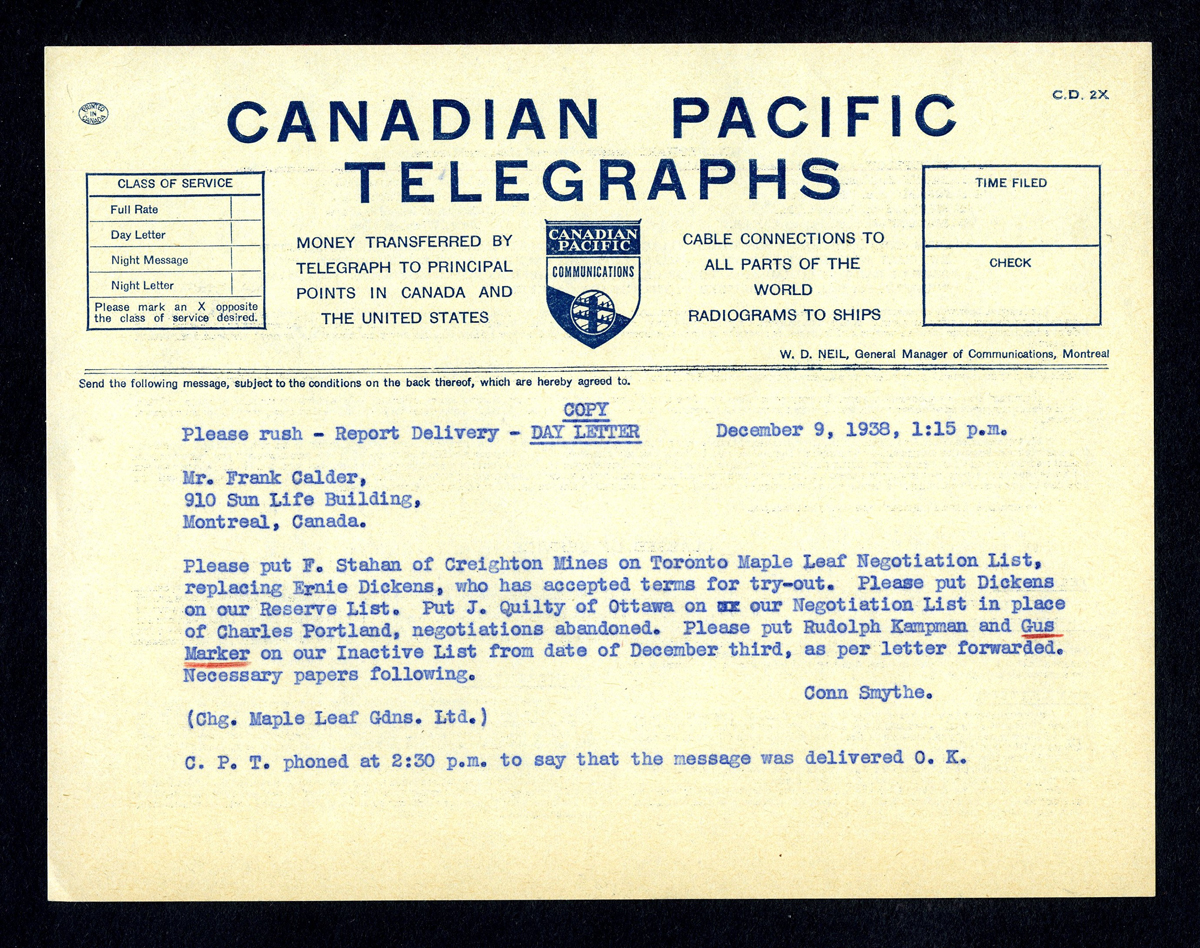 PRINTED IN CANADA
C.D. 2X
CANADIAN PACIFIC
TELEGRAPHS
CLASS OF SERVICE
Full Rate
Day Letter
Night Message
Night Letter
Please mark an X opposite
the class of service desired.
MONEY TRANSFERRED BY
TELEGRAPH TO PRINCIPAL
POINTS IN CANADA AND
THE UNITED STATES
CANADIAN
PACIFIC
COMMUNICATIONS
CABLE CONNECTIONS TO
ALL PARTS OF THE
WORLD
RADIOGRAMS TO SHIPS
TIME FILED
CHECK
W. D. NEIL, General Manager of Communications, Montreal
Send the following message, subject to the conditions on the back thereof, which are hereby agreed to.
COPY
Please rush - Report Delivery - DAY LETTER December 9, 1938, 1:15 p.m.
Mr. Frank Calder,
910 Sun Life Building,
Montreal, Canada.
Please put F. Stahan of Creighton Mines on Toronto Maple Leaf Negotiation List,
replacing Ernie Dickens, who has accepted terms for try-out. Please put Dickens
on our Reserve List. Put J. Quilty of Ottawa on our Negotiation List in place
of Charles Portland, negotiations abandoned. Please put Rudolph Kampman and Gus
Marker on our Inactive List from date of December third, as per letter forwarded.
Necessary papers following.
Conn Smythe.
(Chg. Maple Leaf Gdns. Ltd.)
C. P. T. phoned at 2:30 p.m. to say that the message was delivered O. K.